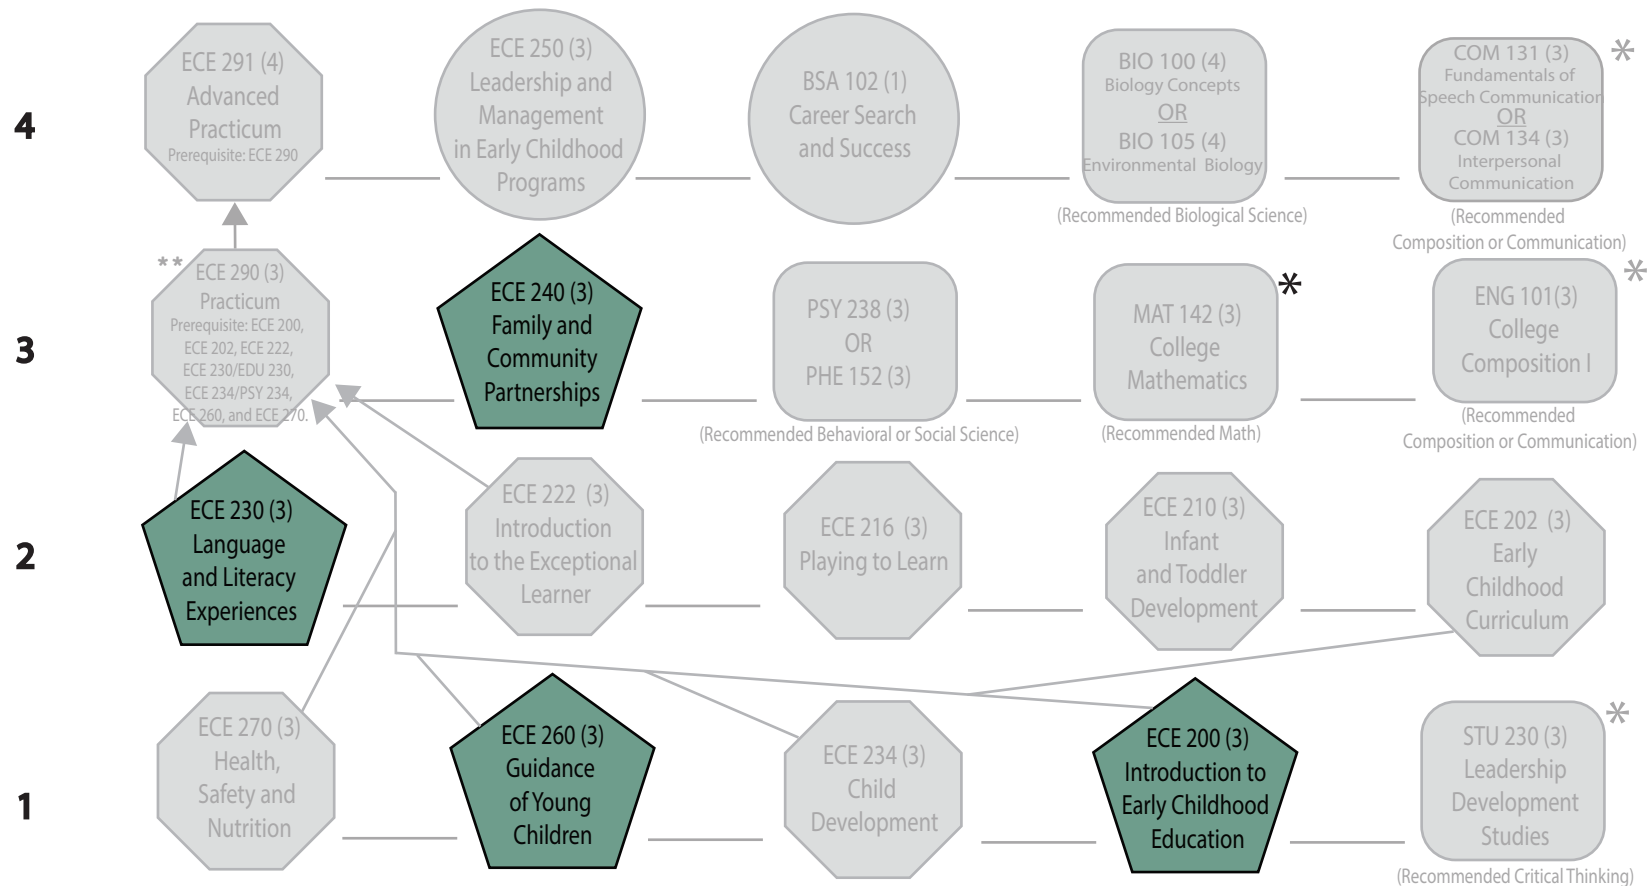 4
ECE 291 (4)
Advanced
Practicum
Prerequisite: ECE 290
ECE 250 (3)
Leadership and
Management
in Early Childhood
Programs
BSA 102 (1)
Career Search
and Success
BIO 100 (4)
Biology Concepts
OR
BIO 105 (4)
Environmental Biology
(Recommended Biological Science)
*
COM 131 (3)
Fundamentals of
Speech Communication
OR
COM 134 (3)
Interpersonal
Communication
(Recommended
Composition or Communication)
3
**
ECE 290 (3)
Practicum
Prerequisite: ECE 200,
ECE 202, ECE 222,
ECE 230/EDU 230,
ECE 234/PSY 234,
ECE 260, and ECE 270.
ECE 240 (3)
Family and
Community
Partnerships
PSY 238 (3)
OR
PHE 152 (3)
(Recommended Behavioral or Social Science)
*
MAT 142 (3)
College
Mathematics
(Recommended Math)
*
ENG 101(3)
College
Composition I
(Recommended
Composition or Communication)
2
ECE 230 (3)
Language
and Literacy
Experiences
ECE 222 (3)
Introduction
to the Exceptional
Learner
ECE 216 (3)
Playing to Learn
ECE 210 (3)
Infant
and Toddler
Development
ECE 202 (3)
Early
Childhood
Curriculum
1
ECE 270 (3)
Health,
Safety and
Nutrition
ECE 260 (3)
Guidance
of Young
Children
ECE 234 (3)
Child
Development
ECE 200 (3)
Introduction to
Early Childhood
Education
*
STU 230 (3)
Leadership
Development
Studies
(Recommended Critical Thinking)